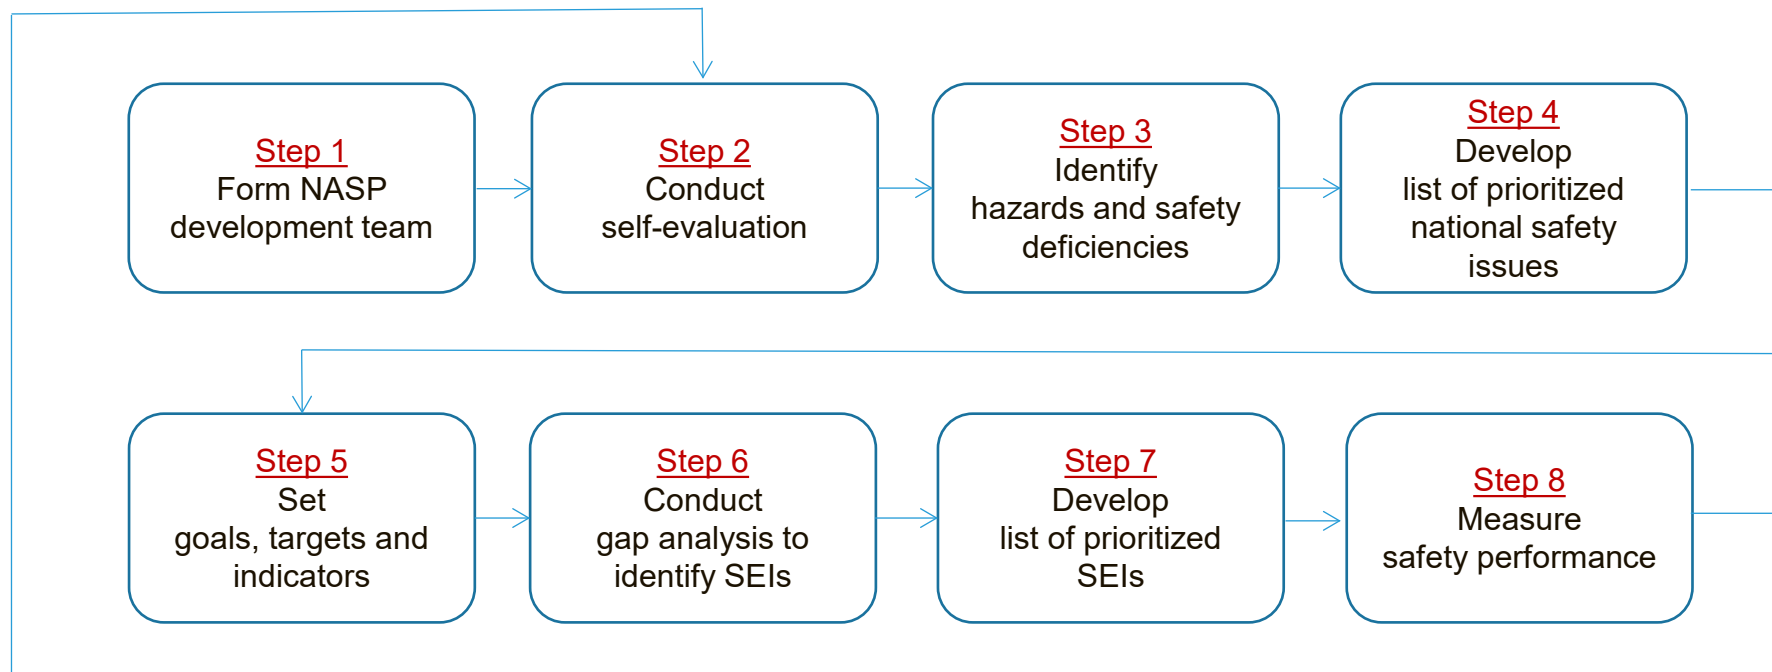 Step 1
Form NASP
development team
Step 2
Conduct
self-evaluation
Step 3
Identify
hazards and safety
deficiencies
Step 4
Develop
list of prioritized
national safety
issues
Step 5
Set
goals, targets and
indicators
Step 6
Conduct
gap analysis to
identify SEIs
Step 7
Develop
list of prioritized
SEIs
Step 8
Measure
safety performance